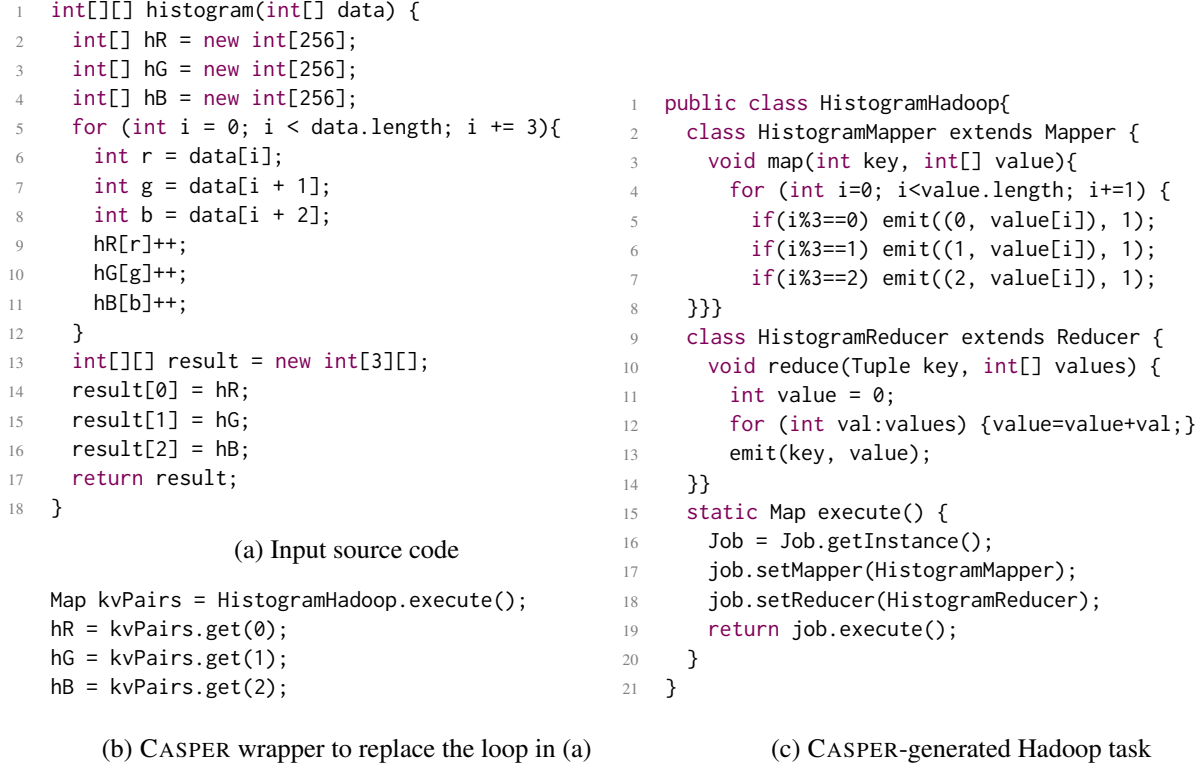 1 int[][] histogram(int[] data) {
2 int[] hR = new int[256];
3 int[] hG = new int[256];
4 int[] hB = new int[256];
5 for (int i = 0; i < data.length; i += 3){
6 int r = data[i];
7 int g = data[i + 1];
8 int b = data[i + 2];
9 hR[r]++;
10 hG[g]++;
11 hB[b]++;
12 }
13 int[][] result = new int[3][];
14 result[0] = hR;
15 result[1] = hG;
16 result[2] = hB;
17 return result;
18 }
(a) Input source code
Map kvPairs = HistogramHadoop.execute();
hR = kvPairs.get(0);
hG = kvPairs.get(1);
hB = kvPairs.get(2);
(b) CASPER wrapper to replace the loop in (a)
1 public class HistogramHadoop{
2 class HistogramMapper extends Mapper {
3 void map(int key, int[] value){
4 for (int i=0; i<value.length; i+=1) {
5 if(i%3==0) emit((0, value[i]), 1);
6 if(i%3==1) emit((1, value[i]), 1);
7 if(i%3==2) emit((2, value[i]), 1);
8 }}}
9 class HistogramReducer extends Reducer {
10 void reduce(Tuple key, int[] values) {
11 int value = 0;
12 for (int val:values) {value=value+val;}
13 emit(key, value);
14 }}
15 static Map execute() {
16 Job = Job.getInstance();
17 job.setMapper(HistogramMapper);
18 job.setReducer(HistogramReducer);
19 return job.execute();
20 }
21 }
(c) CASPER-generated Hadoop task